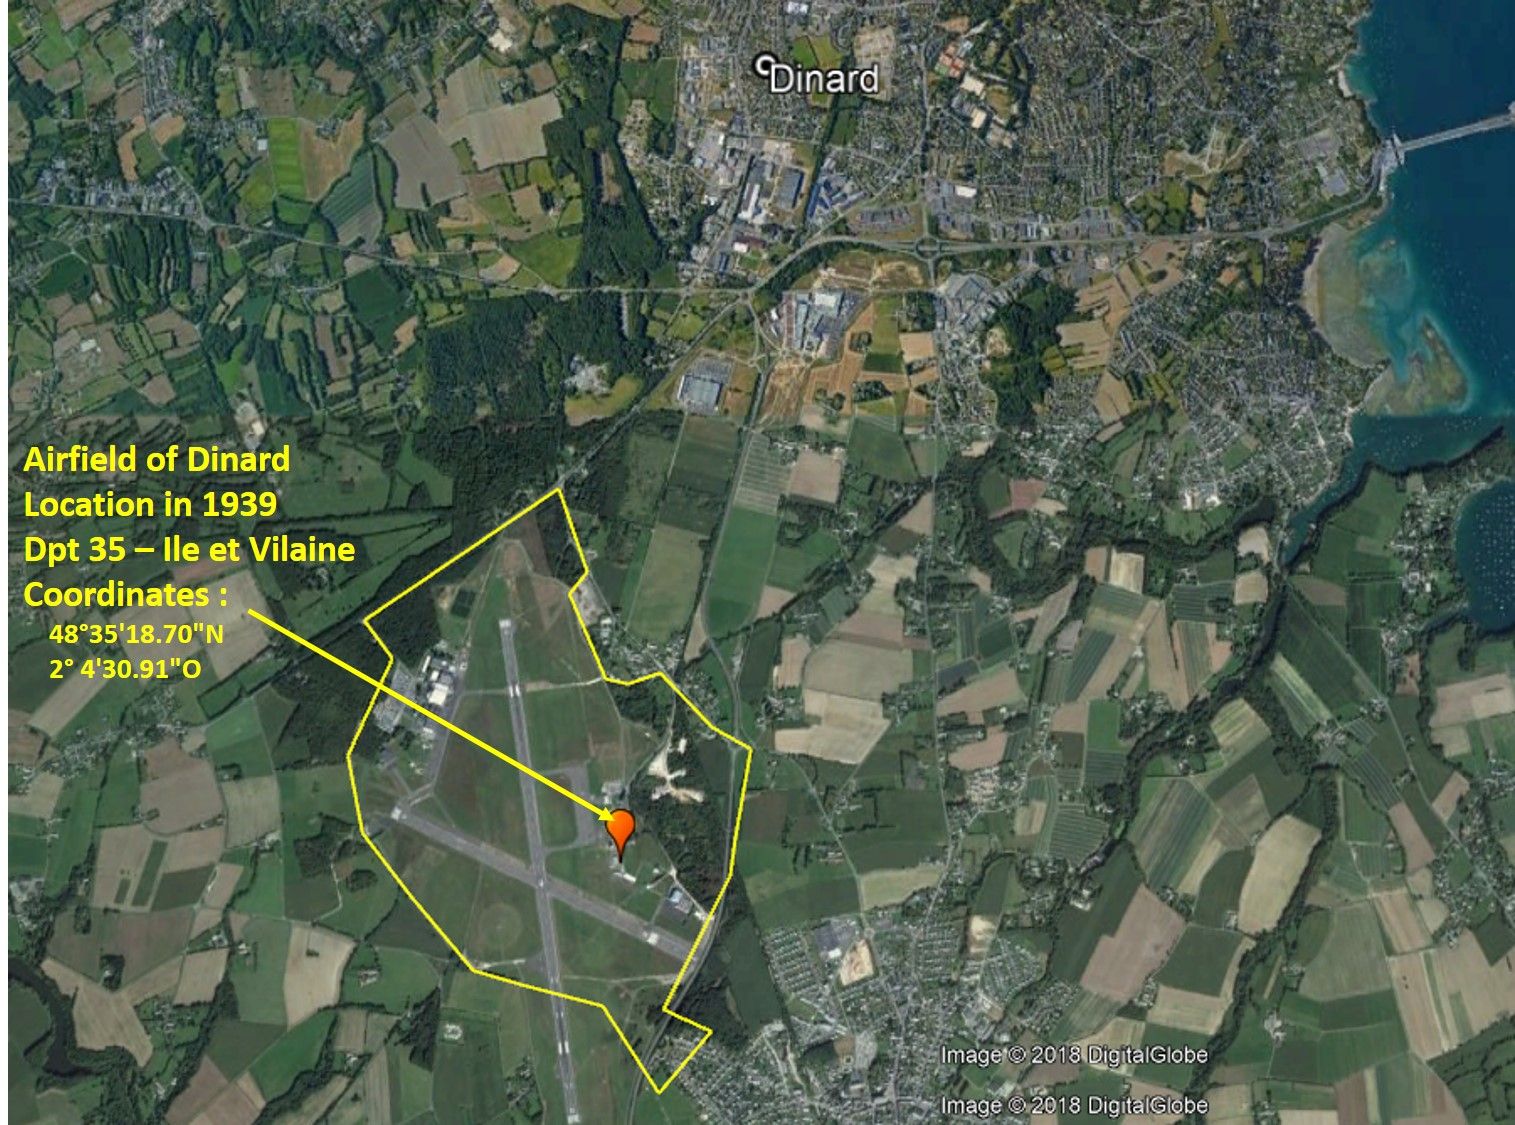 Dinard
Airfield of Dinard
Location in 1939
Dpt 35 – Ile et Vilaine
Coordinates :
48°35'18.70"N
2° 4'30.91"O
Image © 2018 DigitalGlobe
Image © 2018 DigitalGlobe